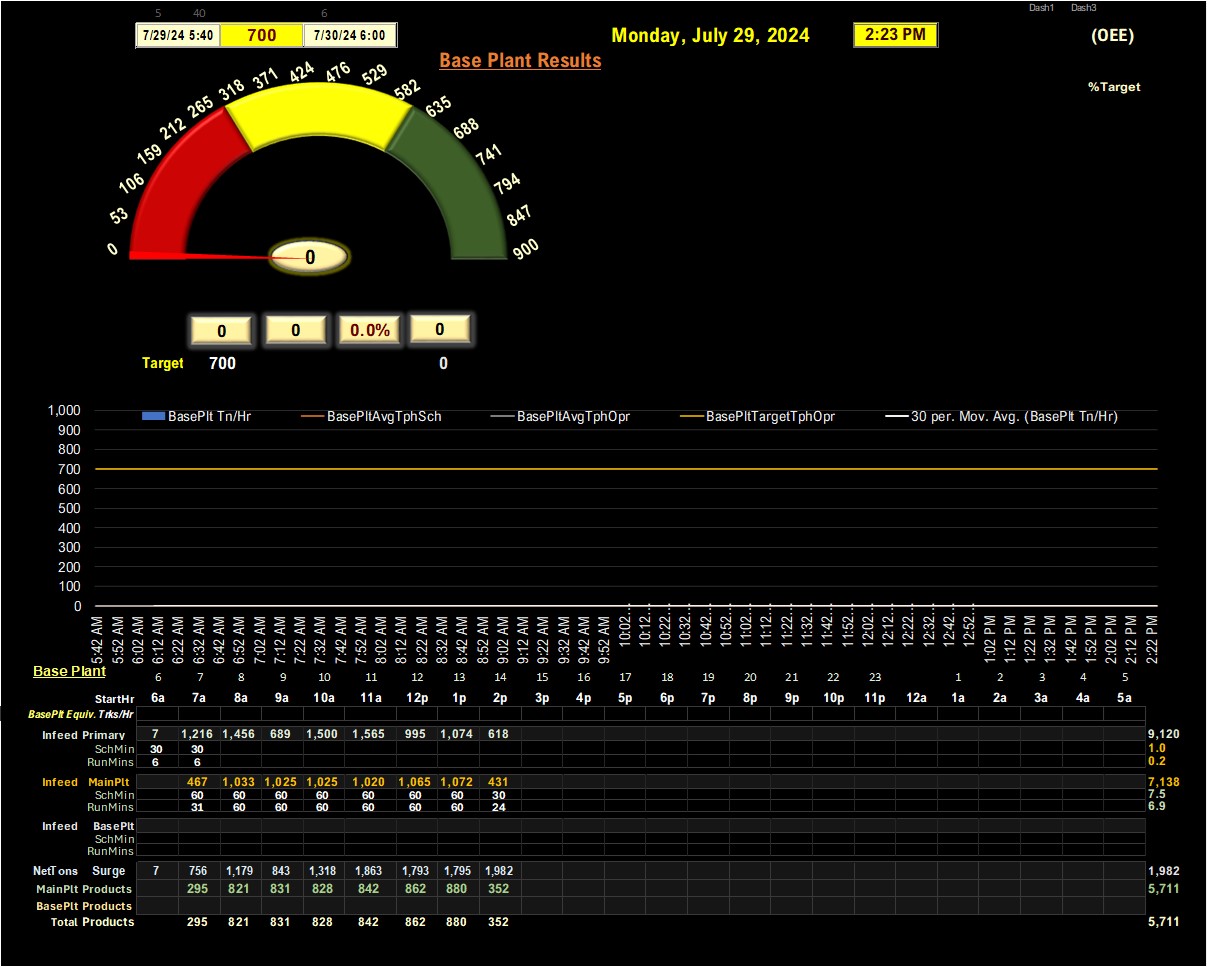 Dash1 Dash3
5 40 6
7/29/24 5:40 700 7/30/24 6:00 Monday, July 29, 2024 2:23 PM (OEE)
Base Plant Results
%Target
0 53 106 159 212 265 318 371 424 476 529 582 635 688 741 794 847 900
0
0 0 0.0% 0
Target 700 0
BasePlt Tn/Hr BasePltAvgTphSch BasePltAvgTphOpr BasePltTargetTphOpr 30 per. Mov. Avg. (BasePlt Tn/Hr)
1,000
900
800
700
600
500
400
300
200
100
0
5:42 AM 5:52 AM 6:02 AM 6:12 AM 6:22 AM 6:32 AM 6:42 AM 6:52 AM 7:02 AM 7:12 AM 7:22 AM 7:32 AM 7:42 AM 7:52 AM 8:02 AM 8:12 AM 8:22 AM 8:32 AM 8:42 AM 8:52 AM 9:02 AM 9:12 AM 9:22 AM 9:32 AM 9:42 AM 9:52 AM 10:02... 10:12... 10:22... 10:32... 10:42... 10:52... 11:02... 11:12... 11:22... 11:32... 11:42... 11:52... 12:02... 12:12... 12:22... 12:32... 12:42... 12:52... 1:02 PM 1:12 PM 1:22 PM 1:32 PM 1:42 PM 1:52 PM 2:02 PM 2:12 PM 2:22 PM
Base Plant
6 7 8 9 10 11 12 13 14 15 16 17 18 19 20 21 22 23 1 2 3 4 5
StartHr 6a 7a 8a 9a 10a 11a 12p 1p 2p 3p 4p 5p 6p 7p 8p 9p 10p 11p 12a 1a 2a 3a 4a 5a
BasePlt Equiv. Trks/Hr
Infeed Primary 7 1,216 1,456 689 1,500 1,565 995 1,074 618 9,120
SchMin 30 30 1.0
RunMins 6 6 0.2
Infeed MainPlt 467 1,033 1,025 1,025 1,020 1,065 1,072 431 7,138
SchMin 60 60 60 60 60 60 60 30 7.5
RunMins 31 60 60 60 60 60 60 24 6.9
Infeed BasePlt
SchMin
RunMins
NetTons Surge 7 756 1,179 843 1,318 1,863 1,793 1,795 1,982 1,982
MainPlt Products 295 821 831 828 842 862 880 352 5,711
BasePlt Products
Total Products 295 821 831 828 842 862 880 352 5,711